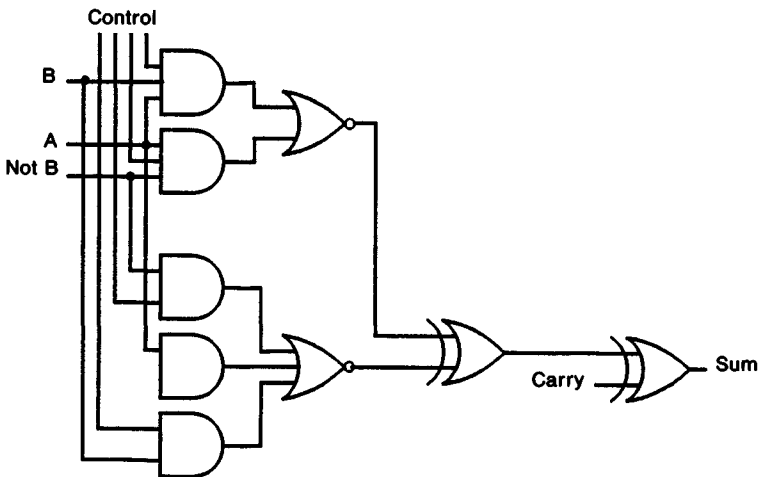 Control
B
A
Not B
Sum
Carry